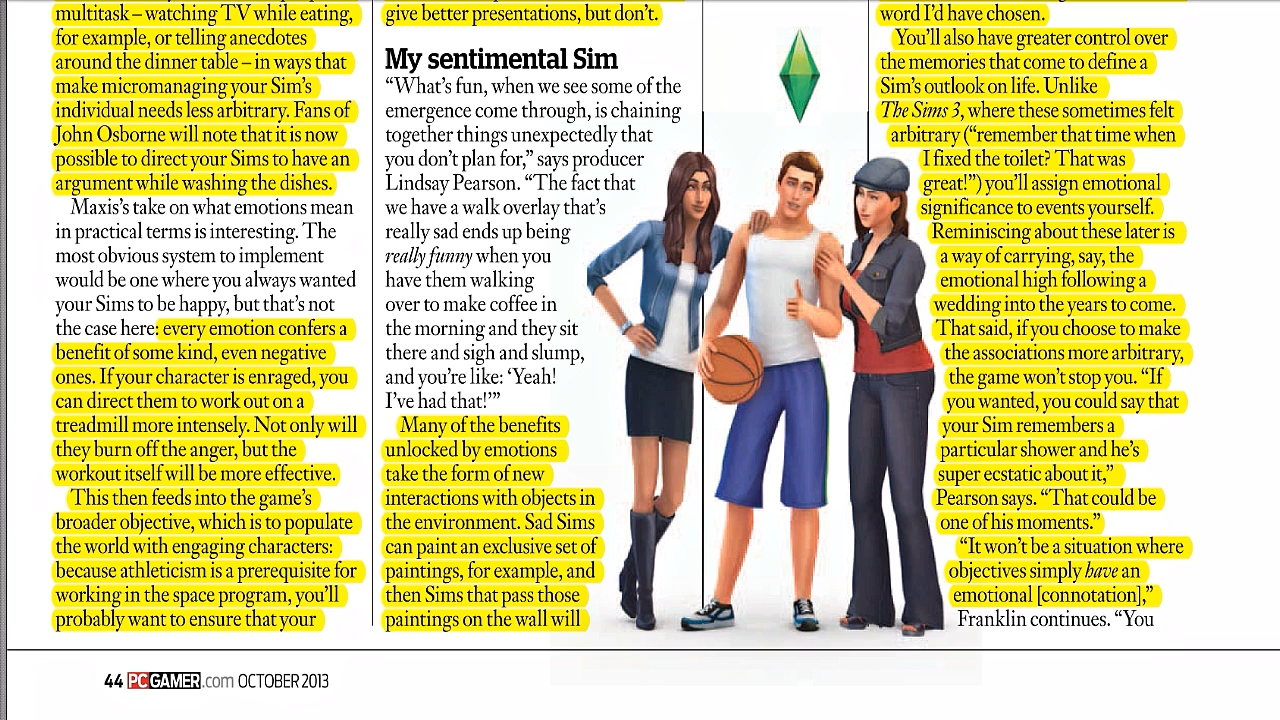 multitask – watching TV while eating,
for example, or telling anecdotes
around the dinner table – in ways that
make micromanaging your Sim’s
individual needs less arbitrary. Fans of
John Osborne will note that it is now
possible to direct your Sims to have an
argument while washing the dishes.
Maxis’s take on what emotions mean
in practical terms is interesting. The
most obvious system to implement
would be one where you always wanted
your Sims to be happy, but that’s not
the case here: every emotion confers a
benefit of some kind, even negative
ones. If your character is enraged, you
can direct them to work out on a
treadmill more intensely. Not only will
they burn off the anger, but the
workout itself will be more effective.
This then feeds into the game’s
broader objective, which is to populate
the world with engaging characters:
because athleticism is a prerequisite for
working in the space program, you’ll
probably want to ensure that your
give better presentations, but don’t.
My sentimental Sim
“What’s fun, when we see some of the
emergence come through, is chaining
together things unexpectedly that
you don’t plan for,” says producer
Lindsay Pearson. “The fact that
we have a walk overlay that’s
really sad ends up being
really funny when you
have them walking
over to make coffee in
the morning and they sit
there and sigh and slump,
and you’re like: ‘Yeah!
I’ve had that!’”
Many of the benefits
unlocked by emotions
take the form of new
interactions with objects in
the environment. Sad Sims
can paint an exclusive set of
paintings, for example, and
then Sims that pass those
paintings on the wall will
word I’d have chosen.
You’ll also have greater control over
the memories that come to define a
Sim’s outlook on life. Unlike
The Sims 3, where these sometimes felt
arbitrary (“remember that time when
I fixed the toilet? That was
great!”) you’ll assign emotional
significance to events yourself.
Reminiscing about these later is
a way of carrying, say, the
emotional high following a
wedding into the years to come.
That said, if you choose to make
the associations more arbitrary,
the game won’t stop you. “If
you wanted, you could say that
your Sim remembers a
particular shower and he’s
super ecstatic about it,”
Pearson says. “That could be
one of his moments.”
“It won’t be a situation where
objectives simply have an
emotional [connotation],”
Franklin continues. “You
44 PCGAMER.com OCTOBER 2013